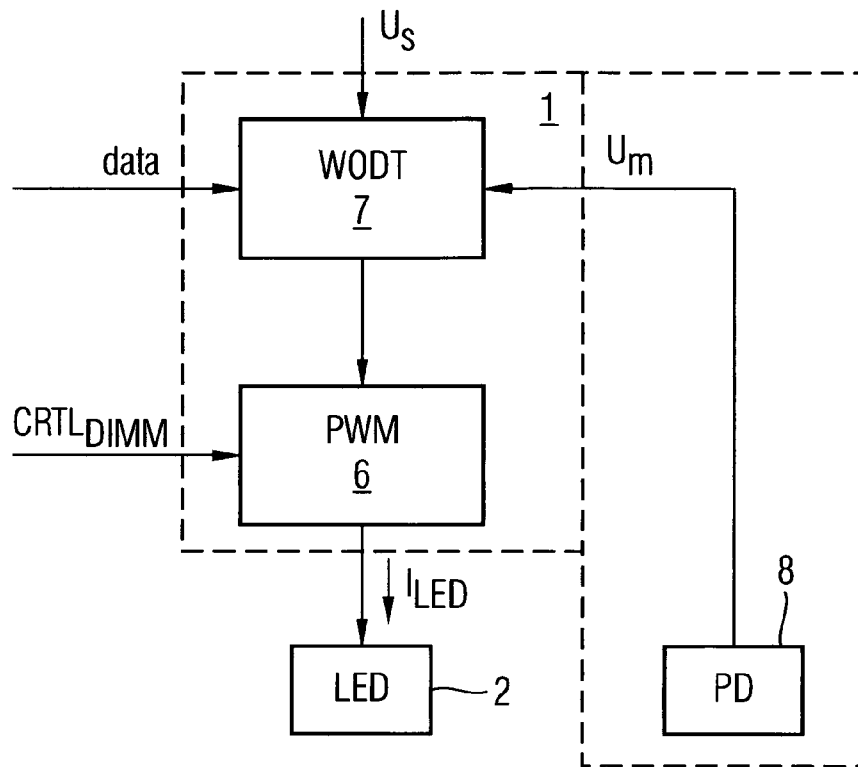 U_s
1
WODT
7
data
U_m
CRTL_DIMM
PWM
6
I_LED
8
LED
2
PD